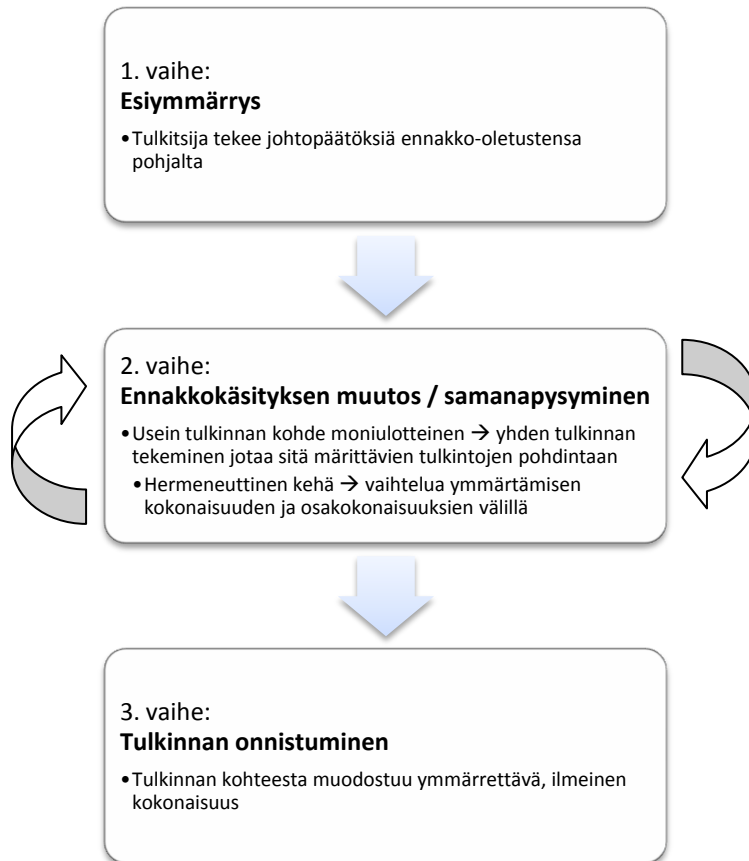 1. vaihe:
Esiymmärrys
•Tulkitsija tekee johtopäätöksiä ennakko-oletustensa
pohjalta
2. vaihe:
Ennakkokäsityksen muutos / samanapysyminen
•Usein tulkinnan kohde moniulotteinen → yhden tulkinnan
tekeminen jotaa sitä märittävien tulkintojen pohdintaan
•Hermeneuttinen kehä → vaihtelua ymmärtämisen
kokonaisuuden ja osakokonaisuuksien välillä
3. vaihe:
Tulkinnan onnistuminen
•Tulkinnan kohteesta muodostuu ymmärrettävä, ilmeinen
kokonaisuus